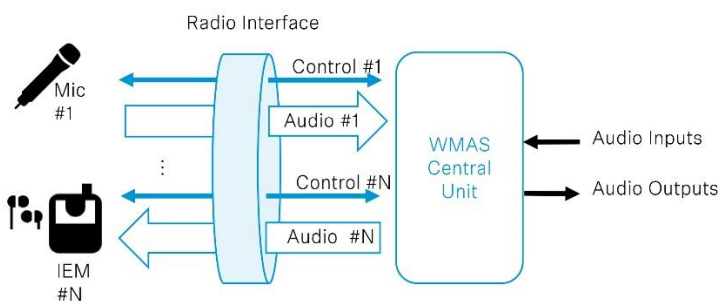 Radio Interface
Control #1
Mic
#1
Audio #1
Audio Inputs
WMAS
Central
Unit
⋮
Control #N
Audio Outputs
Audio #N
IEM
#N